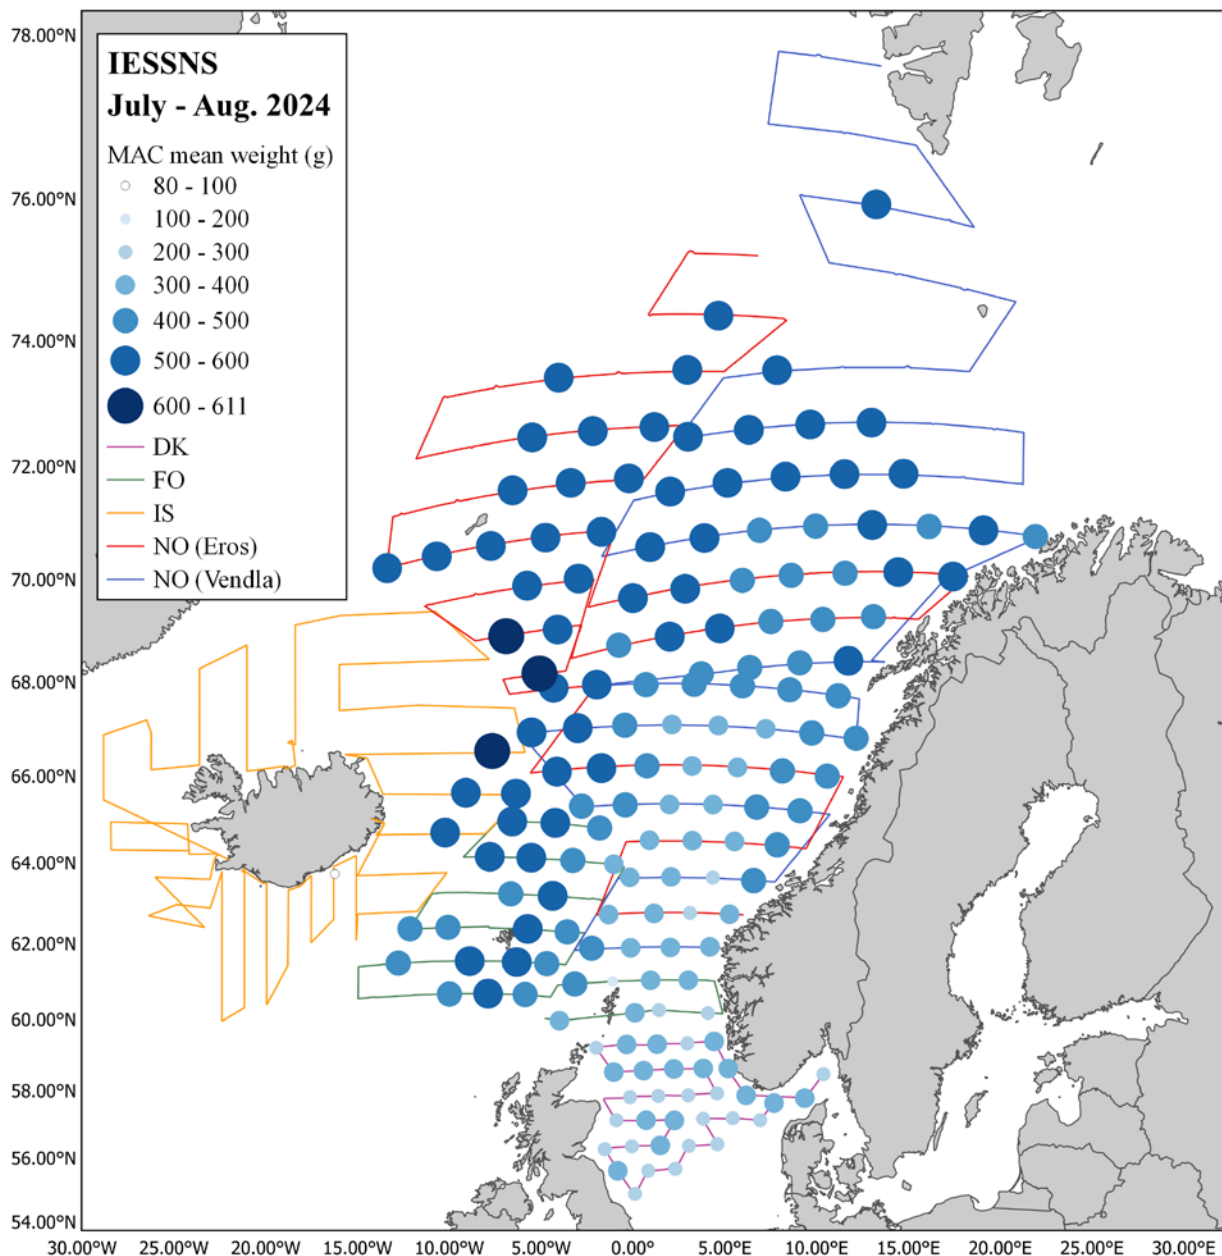 IESSNS
July - Aug. 2024
MAC mean weight (g)
80 - 100
100 - 200
200 - 300
300 - 400
400 - 500
500 - 600
600 - 611
DK
FO
IS
NO (Eros)
NO (Vendla)
78.00°N
76.00°N
74.00°N
72.00°N
70.00°N
68.00°N
66.00°N
64.00°N
62.00°N
60.00°N
58.00°N
56.00°N
54.00°N
30.00°W 25.00°W 20.00°W 15.00°W 10.00°W 5.00°W 0.00°E 5.00°E 10.00°E 15.00°E 20.00°E 25.00°E 30.00°E